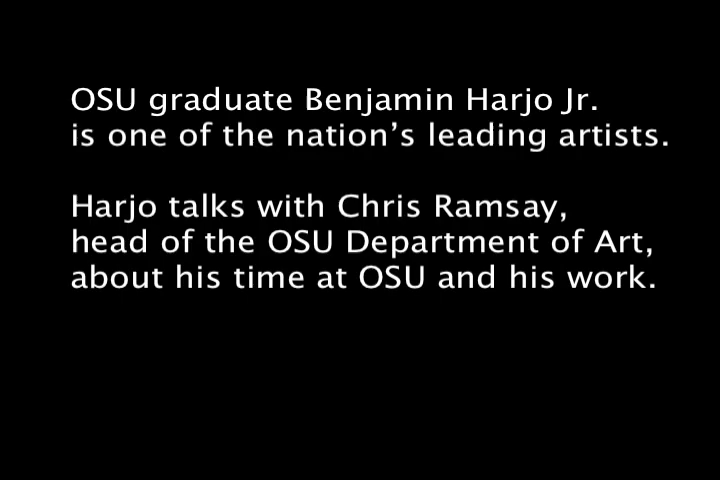 OSU graduate Benjamin Harjo Jr.
is one of the nation’s leading artists.
Harjo talks with Chris Ramsay,
head of the OSU Department of Art,
about his time at OSU and his work.